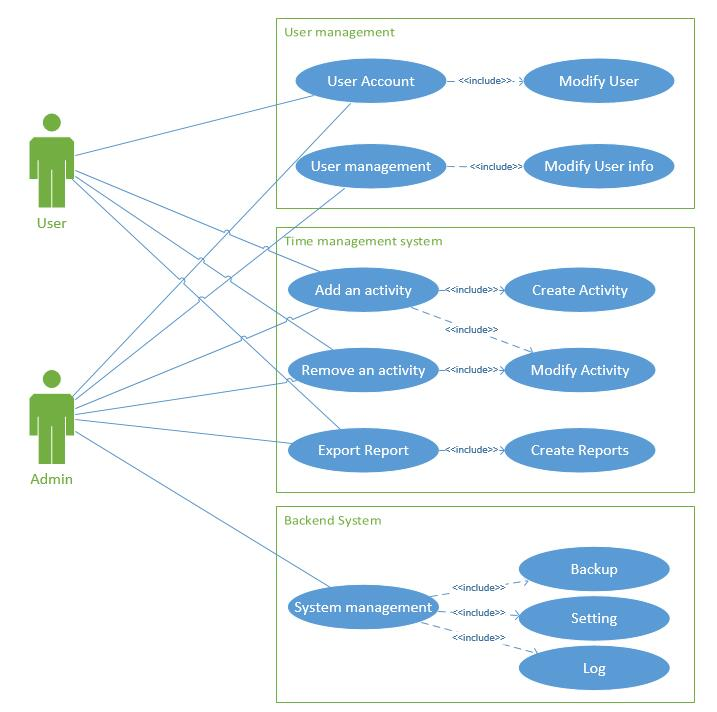 User management
User Account
<<include>>
Modify User
User management
<<include>>
Modify User info
User
Time management system
Add an activity
<<include>>
Create Activity
<<include>>
Remove an activity
<<include>>
Modify Activity
Export Report
<<include>>
Create Reports
Admin
Backend System
System management
<<include>>
Backup
<<include>>
Setting
<<include>>
Log